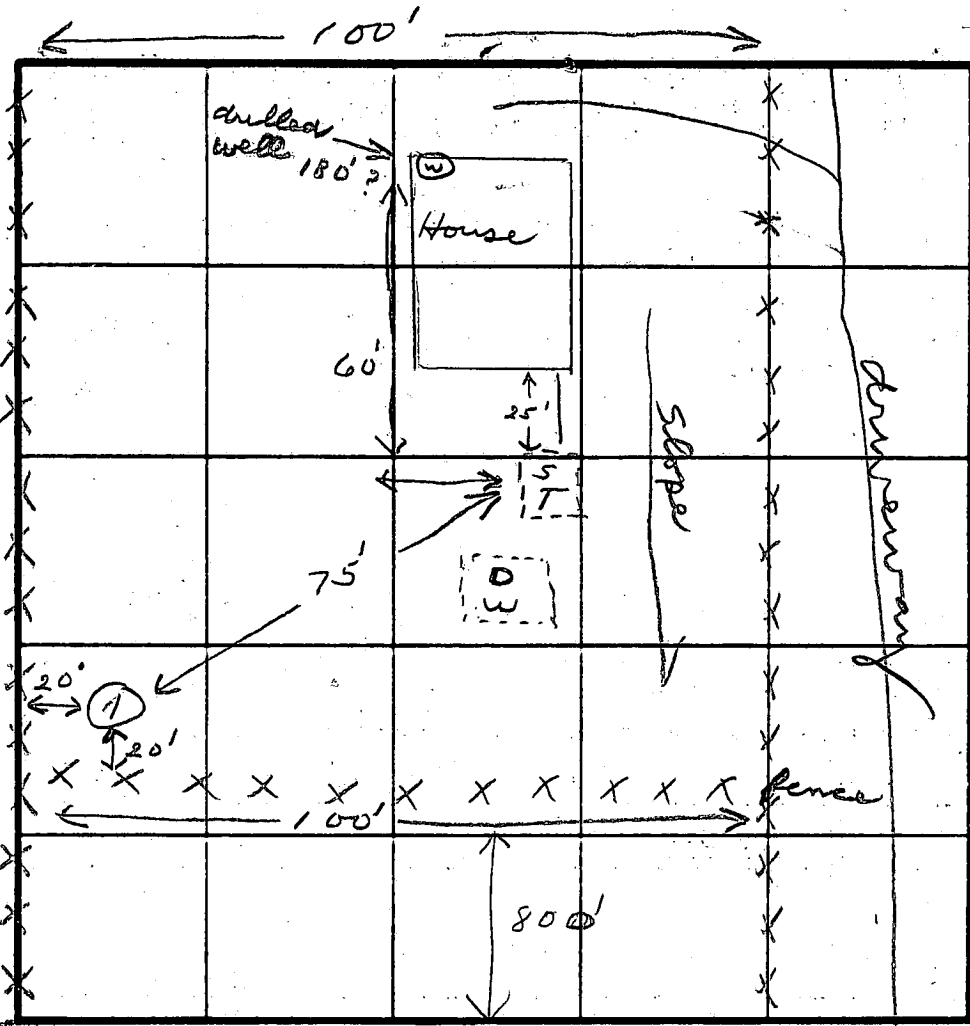 100'
drilled
well 180'?
W
House
60'
25'
S
T
Slope
driveway
75'
D
W
20'
1
20'
fence
100'
800'